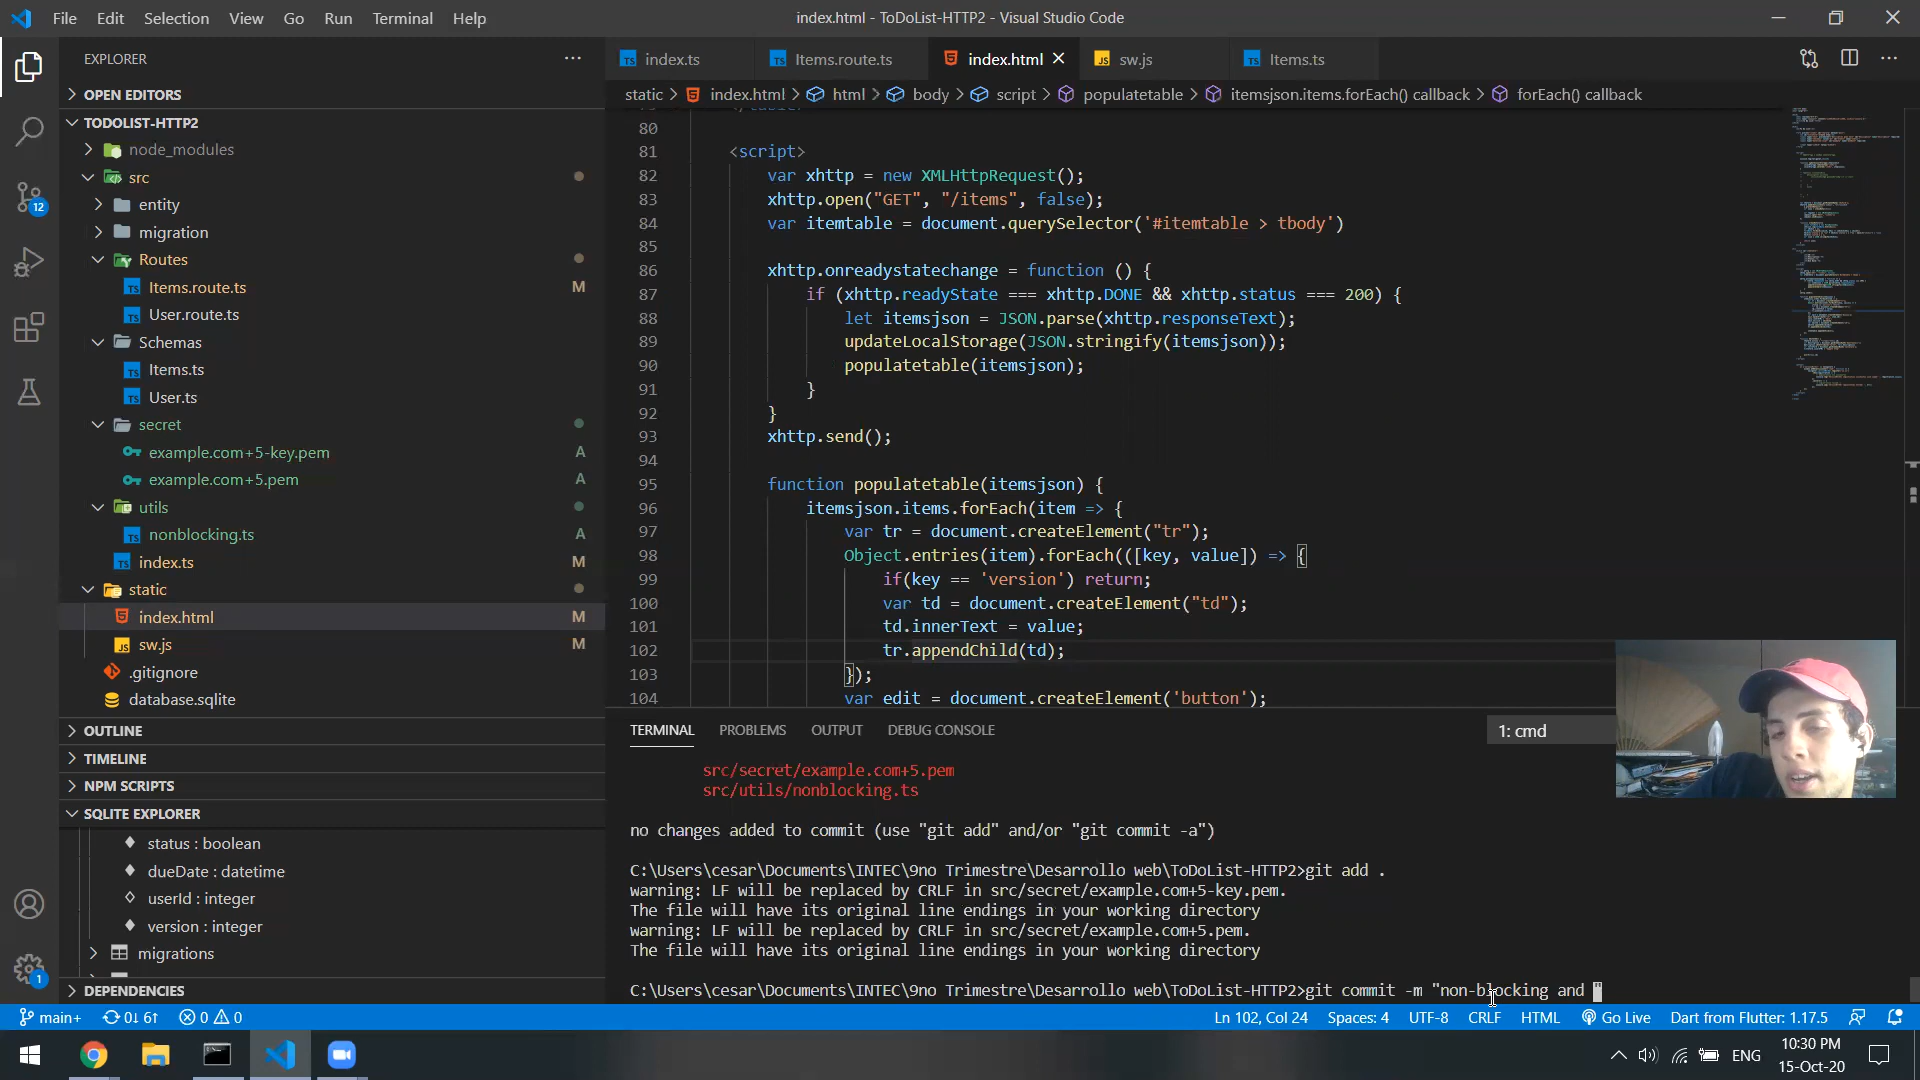 File Edit Selection View Go Run Terminal Help
index.html - ToDoList-HTTP2 - Visual Studio Code
EXPLORER
OPEN EDITORS
TODOLIST-HTTP2
node_modules
src
entity
migration
Routes
Items.route.ts M
User.route.ts
Schemas
Items.ts
User.ts
secret
example.com+5-key.pem A
example.com+5.pem A
utils
nonblocking.ts A
index.ts M
static
index.html M
sw.js M
.gitignore
database.sqlite
OUTLINE
TIMELINE
NPM SCRIPTS
SQLITE EXPLORER
status : boolean
dueDate : datetime
userId : integer
version : integer
migrations
DEPENDENCIES
12
1
TS index.ts TS Items.route.ts index.html JS sw.js TS Items.ts
static > index.html > html > body > script > populatetable > itemsjson.items.forEach() callback > forEach() callback
80
81 <script>
82 var xhttp = new XMLHttpRequest();
83 xhttp.open("GET", "/items", false);
84 var itemtable = document.querySelector('#itemtable > tbody')
85
86 xhttp.onreadystatechange = function () {
87 if (xhttp.readyState === xhttp.DONE && xhttp.status === 200) {
88 let itemsjson = JSON.parse(xhttp.responseText);
89 updateLocalStorage(JSON.stringify(itemsjson));
90 populatetable(itemsjson);
91 }
92 }
93 xhttp.send();
94
95 function populatetable(itemsjson) {
96 itemsjson.items.forEach(item => {
97 var tr = document.createElement("tr");
98 Object.entries(item).forEach(([key, value]) => {
99 if(key == 'version') return;
100 var td = document.createElement("td");
101 td.innerText = value;
102 tr.appendChild(td);
103 });
104 var edit = document.createElement('button');
TERMINAL PROBLEMS OUTPUT DEBUG CONSOLE 1: cmd
src/secret/example.com+5.pem
src/utils/nonblocking.ts
no changes added to commit (use "git add" and/or "git commit -a")
C:\Users\cesar\Documents\INTEC\9no Trimestre\Desarrollo web\ToDoList-HTTP2>git add .
warning: LF will be replaced by CRLF in src/secret/example.com+5-key.pem.
The file will have its original line endings in your working directory
warning: LF will be replaced by CRLF in src/secret/example.com+5.pem.
The file will have its original line endings in your working directory
C:\Users\cesar\Documents\INTEC\9no Trimestre\Desarrollo web\ToDoList-HTTP2>git commit -m "non-blocking and "
main+ 0↓ 6↑ 0 0 Ln 102, Col 24 Spaces: 4 UTF-8 CRLF HTML Go Live Dart from Flutter: 1.17.5
ENG
10:30 PM
15-Oct-20